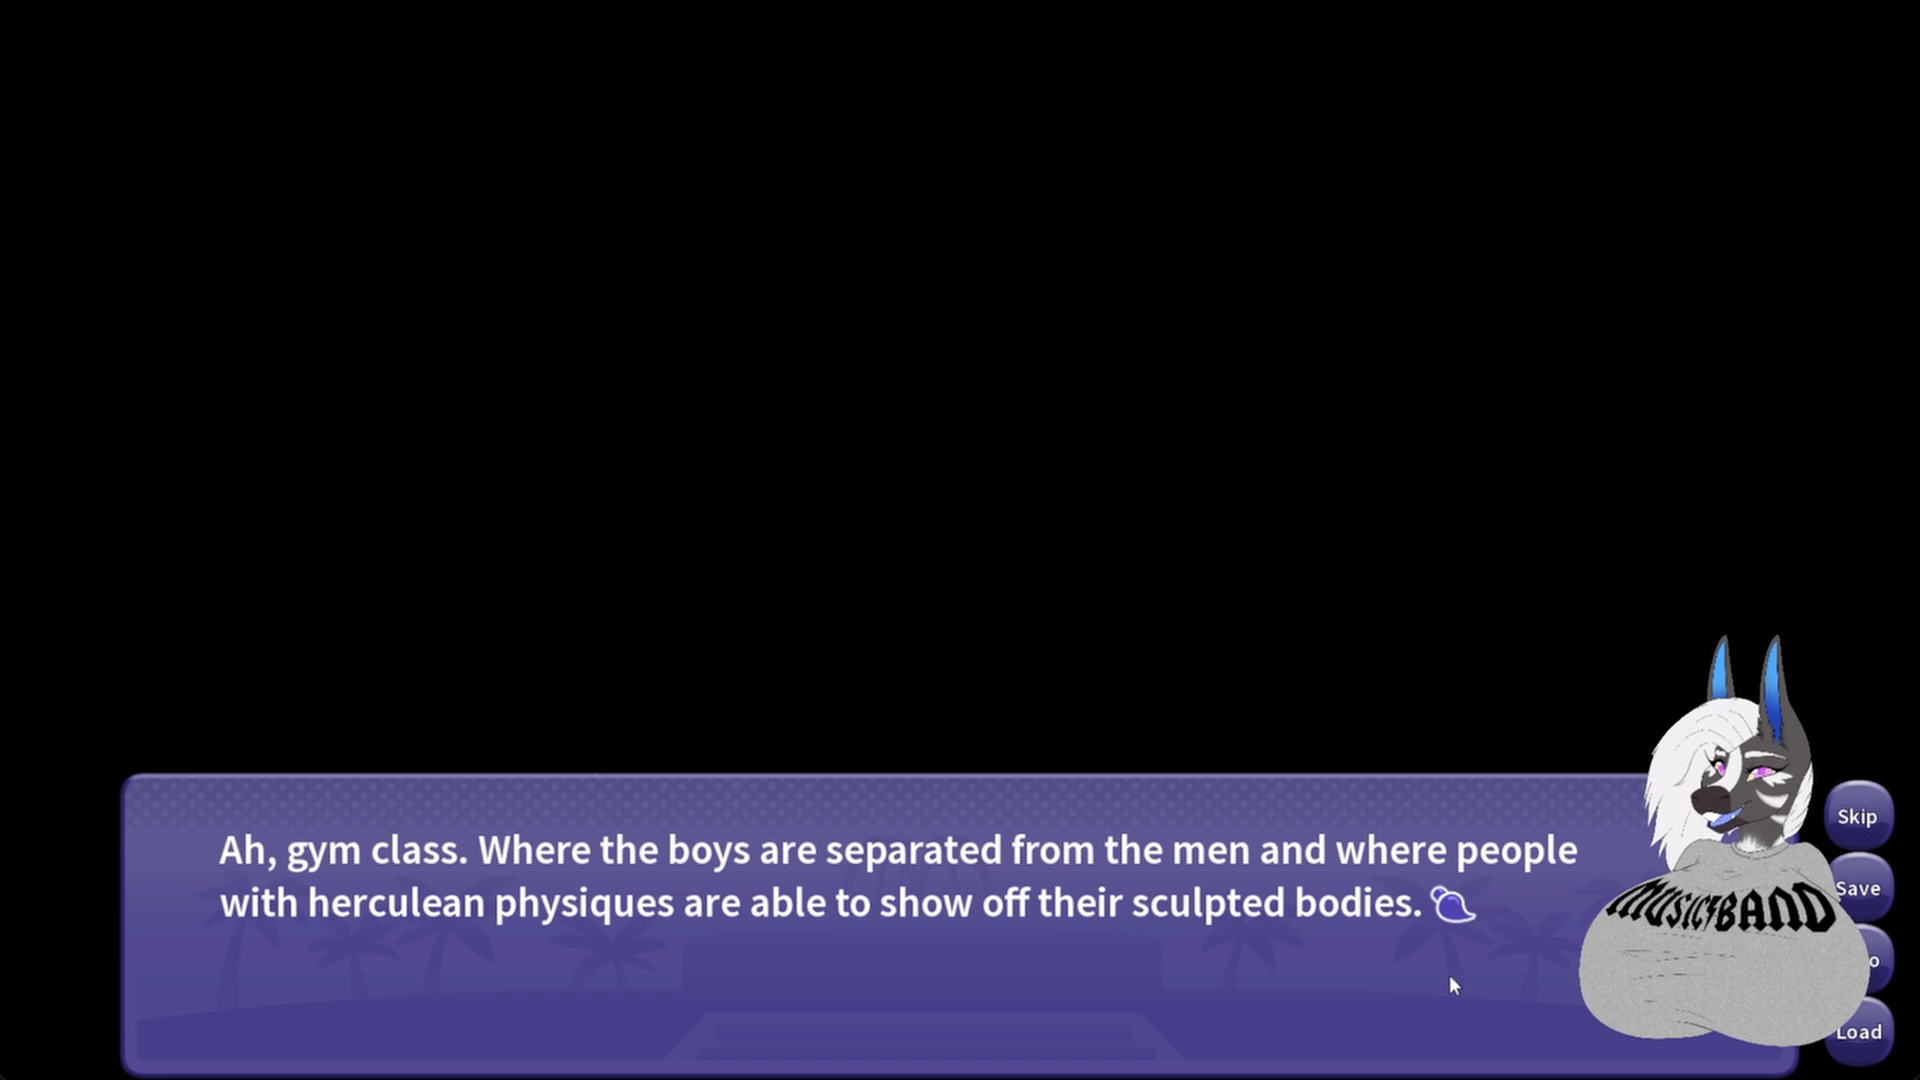 Ah, gym class. Where the boys are separated from the men and where people
with herculean physiques are able to show off their sculpted bodies.
Skip
Save
MUSIC BAND
o
Load